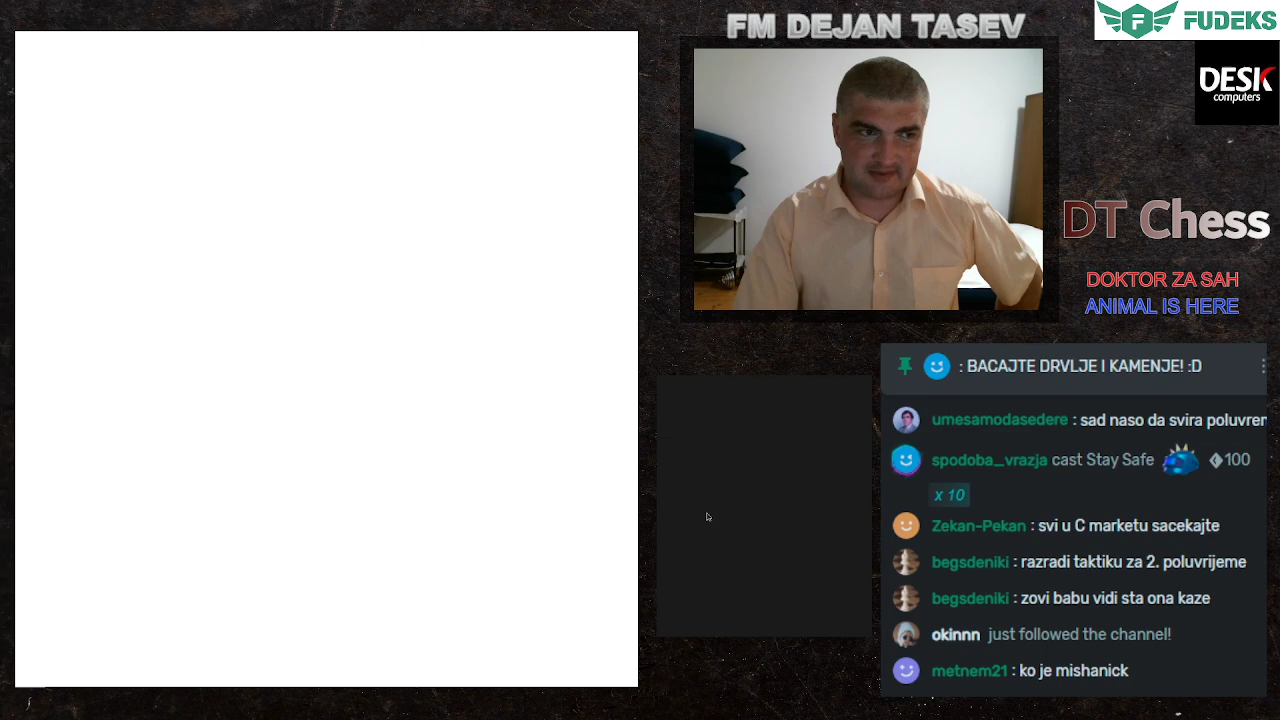 FM DEJAN TASEV
FUDEKS
DESK
computers
DT Chess
DOKTOR ZA SAH
ANIMAL IS HERE
: BACAJTE DRVLJE I KAMENJE! :D
umesamodasedere : sad naso da svira
spodoba_vrazja cast Stay Safe 100
x 10
Zekan-Pekan : svi u C marketu sacekajte
begsdeniki : razradi taktiku za 2. poluvrijeme
begsdeniki : zovi babu vidi sta ona kaze
okinnn just followed the channel!
metnem21 : ko je mishanick